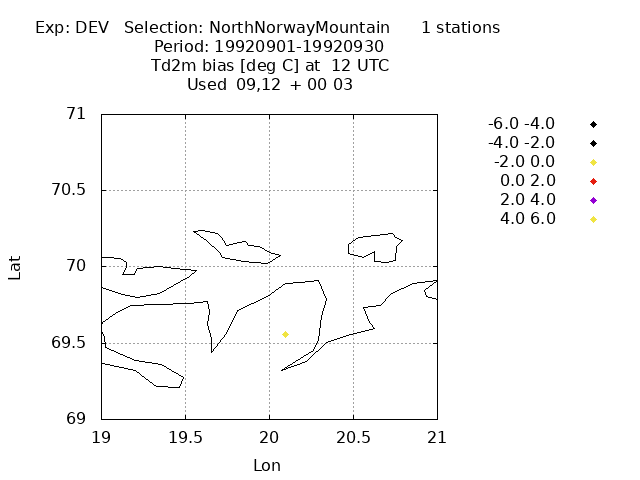 Exp: DEV   Selection: NorthNorwayMountain      1 stations
Period: 19920901-19920930
Td2m bias [deg C] at  12 UTC
Used  09,12  + 00 03
71
70.5
70
69.5
69
19
19.5
20
20.5
21
Lat
Lon
-6.0 -4.0
-4.0 -2.0
-2.0 0.0
0.0 2.0
2.0 4.0
4.0 6.0